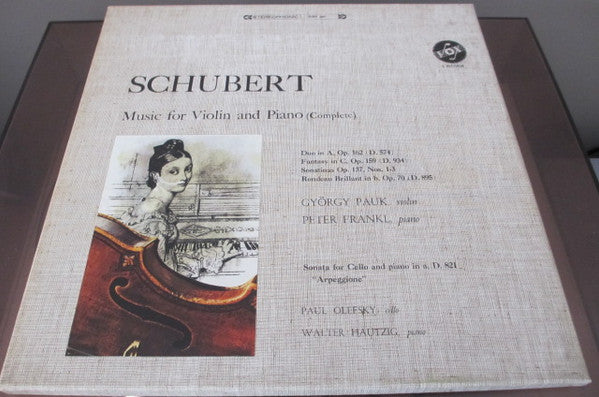 STEREOPHONIC
VOX
SCHUBERT
Music for Violin and Piano (Complete)
Duo in A, Op. 162 (D. 574)
Fantasy in C, Op. 159 (D. 934)
Sonatinas Op. 137, Nos. 1-3
Rondeau Brillant in b, Op. 70 (D. 895)
GYÖRGY PAUK, violin
PETER FRANKL, piano
Sonata for Cello and piano in a, D. 821
"Arpeggione"
PAUL OLEFSKY, cello
WALTER HAUTZIG, piano